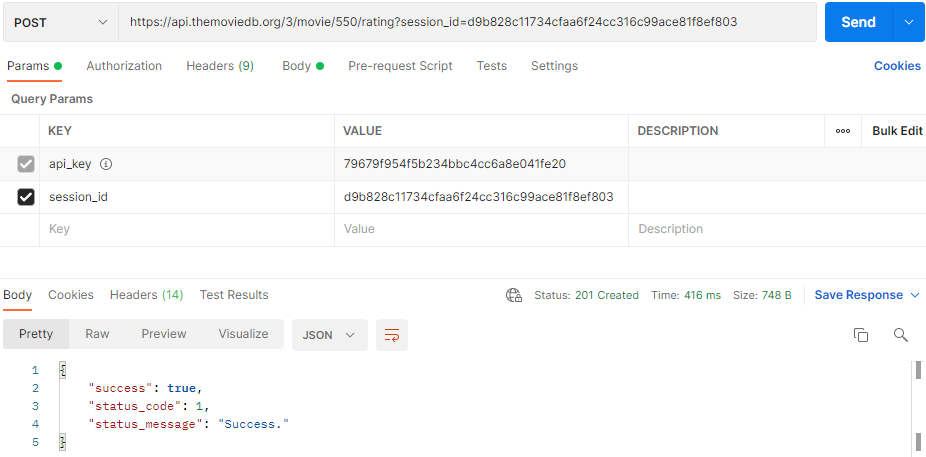 POST https://api.themoviedb.org/3/movie/550/rating?session_id=d9b828c11734cfaa6f24cc316c99ace81f8ef803 Send
Params Authorization Headers (9) Body Pre-request Script Tests Settings Cookies
Query Params
KEY VALUE DESCRIPTION ooo Bulk Edit
api_key 79679f954f5b234bbc4cc6a8e041fe20
session_id d9b828c11734cfaa6f24cc316c99ace81f8ef803
Key Value Description
Body Cookies Headers (14) Test Results Status: 201 Created Time: 416 ms Size: 748 B Save Response
Pretty Raw Preview Visualize JSON
1 {
2 "success": true,
3 "status_code": 1,
4 "status_message": "Success."
5 }